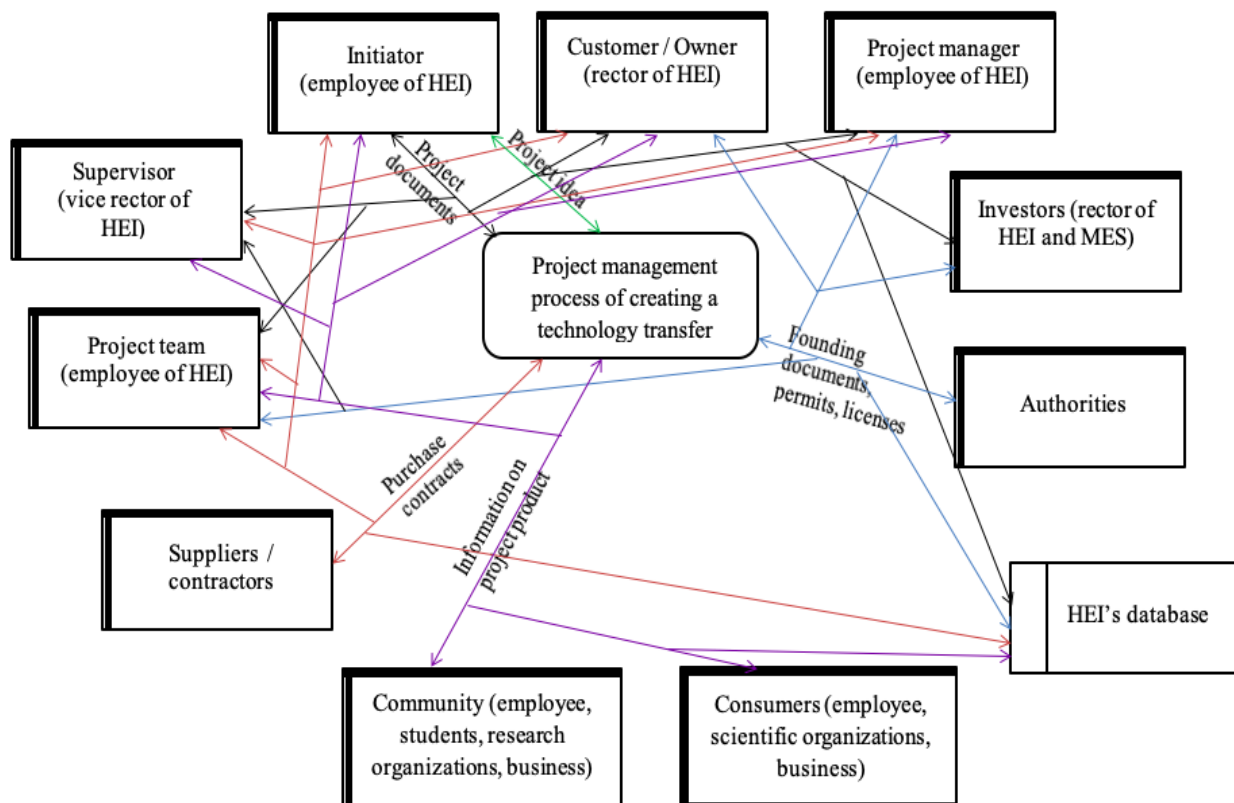 Initiator
(employee of HEI)
Customer / Owner
(rector of HEI)
Project manager
(employee of HEI)
Supervisor
(vice rector of
HEI)
Project
documents
Project idea
Investors (rector of
HEI and MES)
Project management
process of creating a
technology transfer
Project team
(employee of HEI)
Founding
documents,
permits, licenses
Authorities
Purchase
contracts
Information on
project product
Suppliers /
contractors
HEI’s database
Community (employee,
students, research
organizations, business)
Consumers (employee,
scientific organizations,
business)